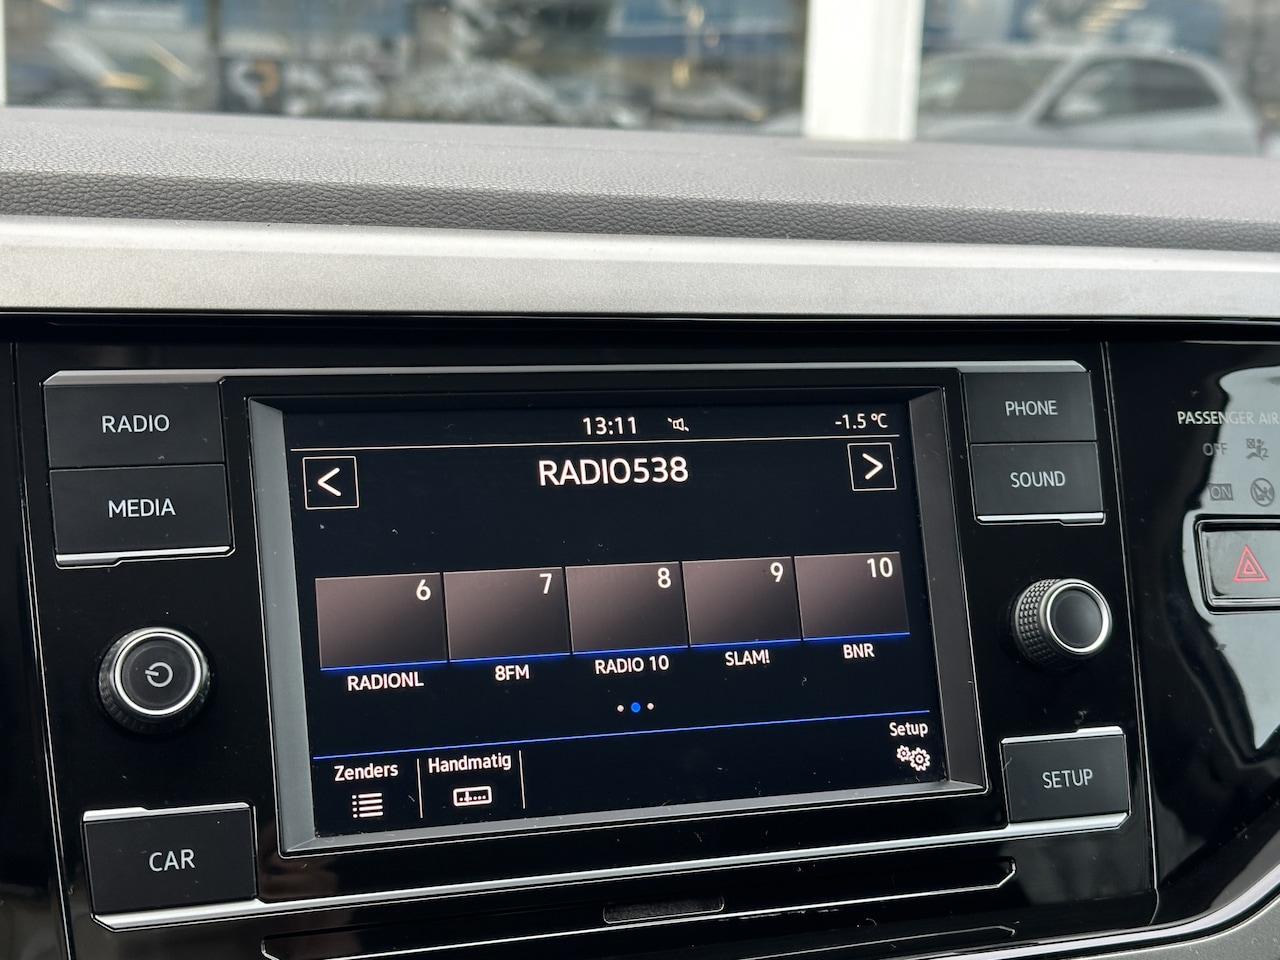 RADIO
MEDIA
CAR
13:11 -1.5 °C
< RADIO538 >
6 7 8 9 10
RADIONL 8FM RADIO 10 SLAM! BNR
Setup
Zenders Handmatig
PHONE
SOUND
SETUP
PASSENGER AIR
OFF
ON